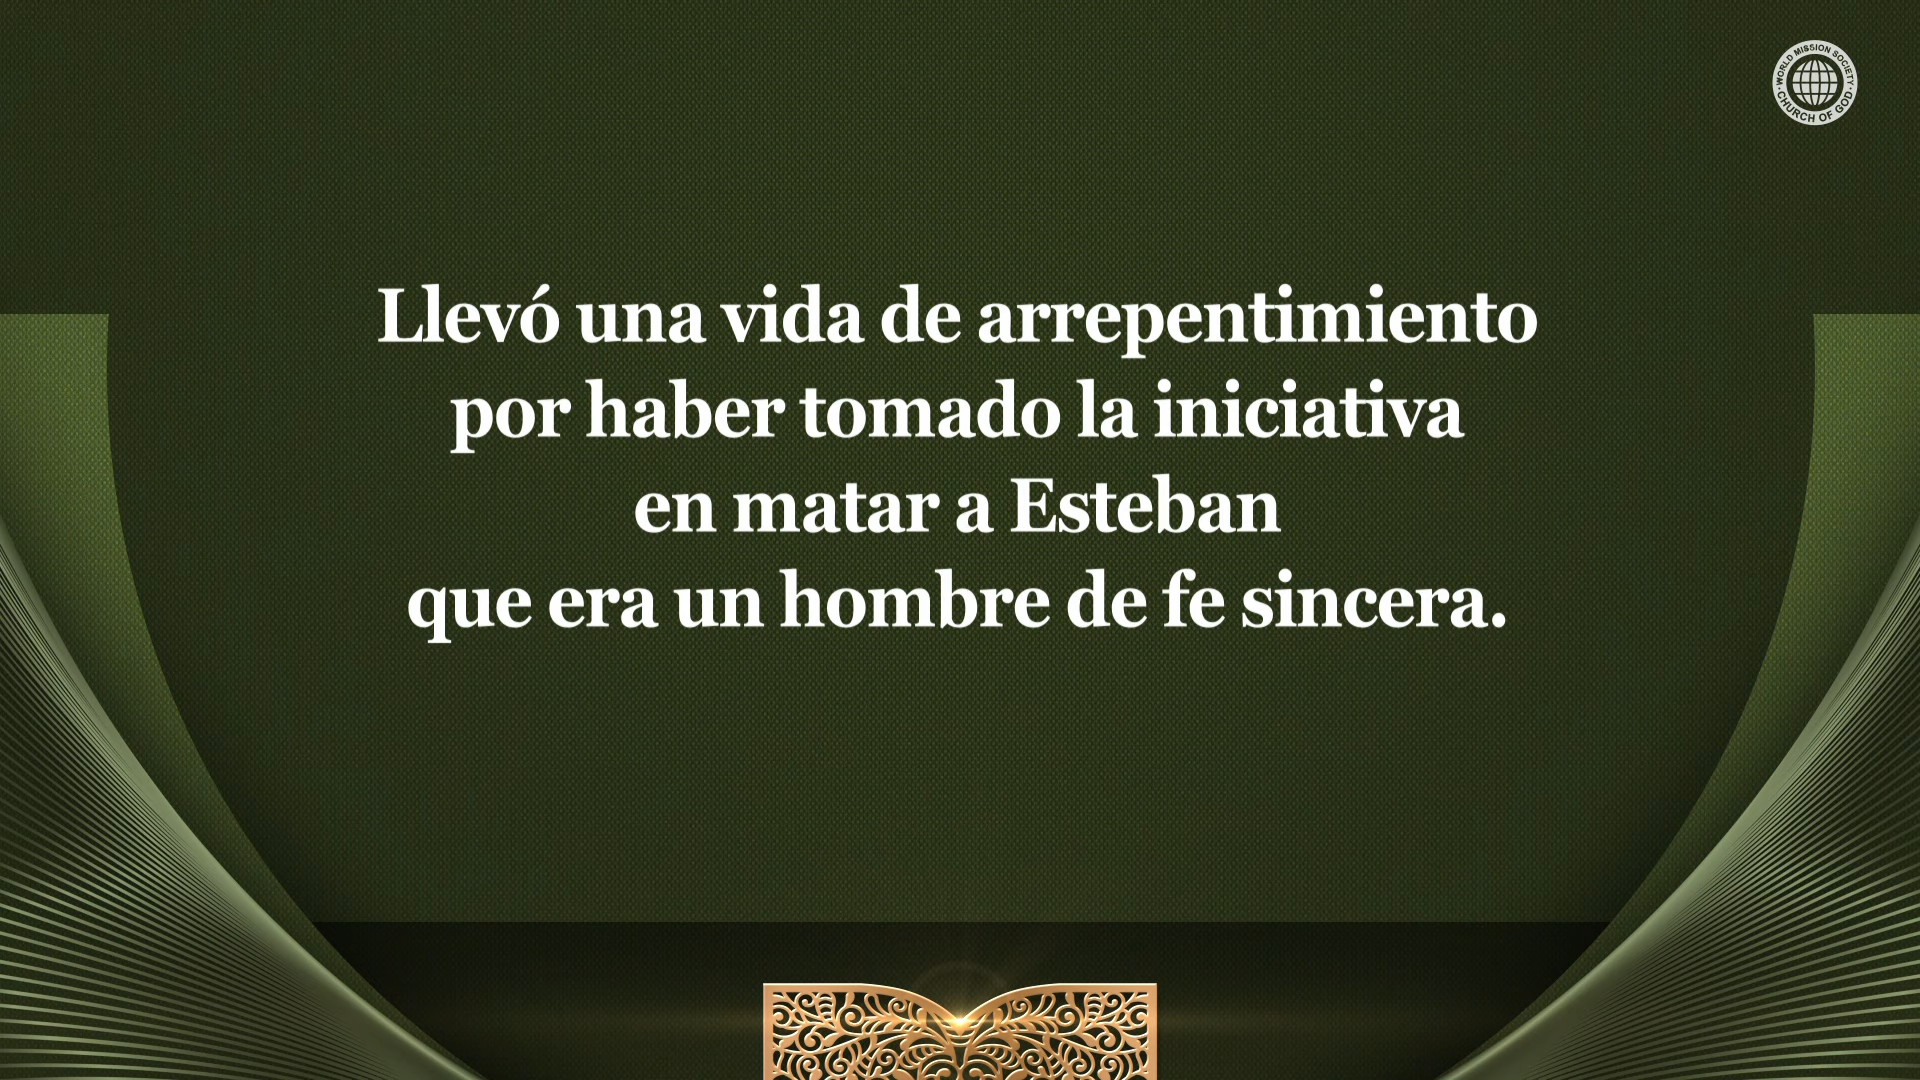 WORLD MISSION SOCIETY
CHURCH OF GOD
Llevó una vida de arrepentimiento
por haber tomado la iniciativa
en matar a Esteban
que era un hombre de fe sincera.